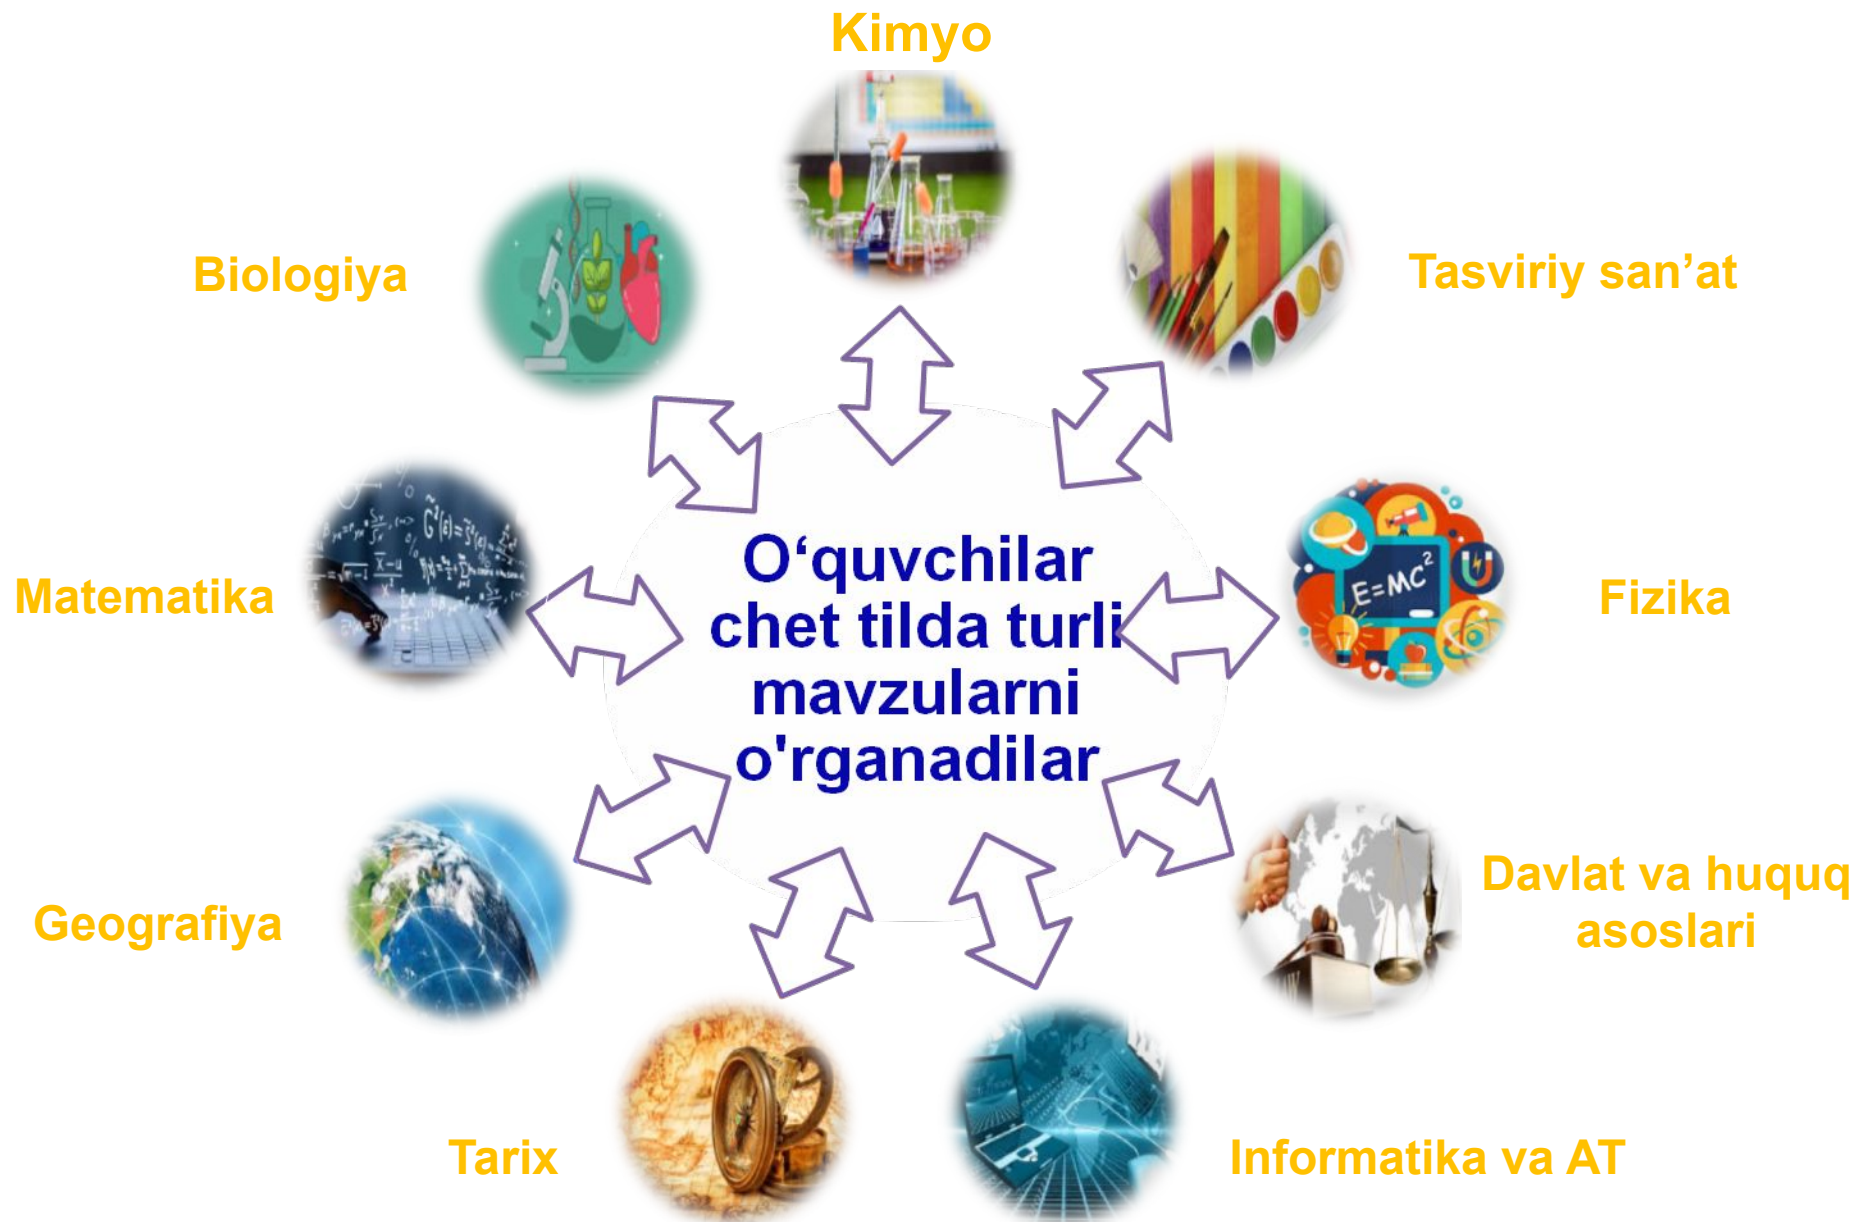 Kimyo
Biologiya
Tasviriy san’at
Matematika
O‘quvchilar
chet tilda turli
mavzularni
o'rganadilar
E=MC²
Fizika
Geografiya
Davlat va huquq
asoslari
Tarix
Informatika va AT